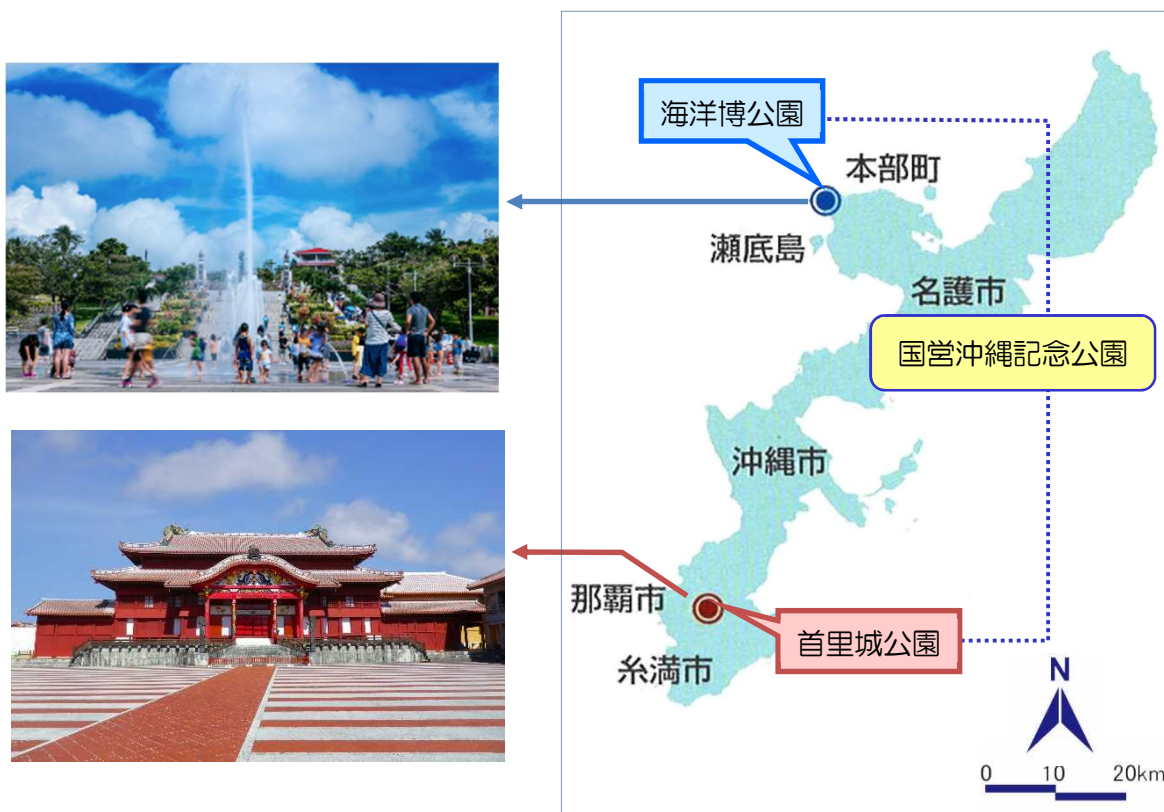 海洋博公園
本部町
瀬底島
名護市
国営沖縄記念公園
沖縄市
那覇市
首里城公園
糸満市
N
0 10 20km